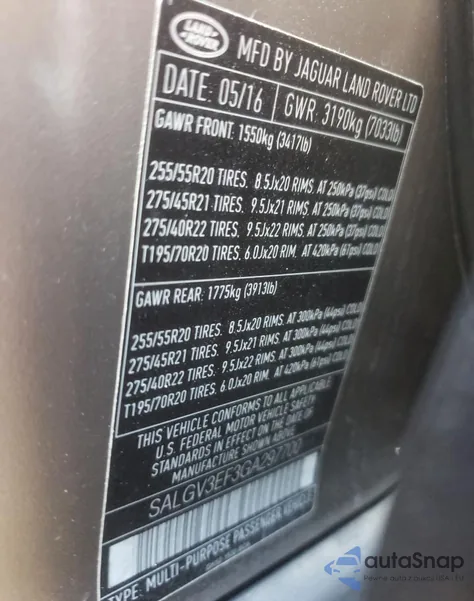 LAND ROVER
MFD BY JAGUAR LAND ROVER LTD
DATE: 05/16 GWR: 3190kg (7033lb)
GAWR FRONT: 1550kg (3417lb)
255/55R20 TIRES, 8.5Jx20 RIMS, AT 250kPa (37psi) COLD
275/45R21 TIRES, 9.5Jx21 RIMS, AT 250kPa (37psi) COLD
275/40R22 TIRES, 9.5Jx22 RIMS, AT 250kPa (37psi) COLD
T195/70R20 TIRES, 6.0Jx20 RIM, AT 420kPa (61psi) COLD
GAWR REAR: 1775kg (3913lb)
255/55R20 TIRES, 8.5Jx20 RIMS, AT 300kPa (44psi) COLD
275/45R21 TIRES, 9.5Jx21 RIMS, AT 300kPa (44psi) COLD
275/40R22 TIRES, 9.5Jx22 RIMS, AT 300kPa (44psi) COLD
T195/70R20 TIRES, 6.0Jx20 RIM, AT 420kPa (61psi) COLD
THIS VEHICLE CONFORMS TO ALL APPLICABLE
U.S. FEDERAL MOTOR VEHICLE SAFETY
STANDARDS IN EFFECT ON THE DATE OF
MANUFACTURE SHOWN ABOVE.
SALGV3EF3GA297700
TYPE: MULTI-PURPOSE PASSENGER VEHICLE
autaSnap